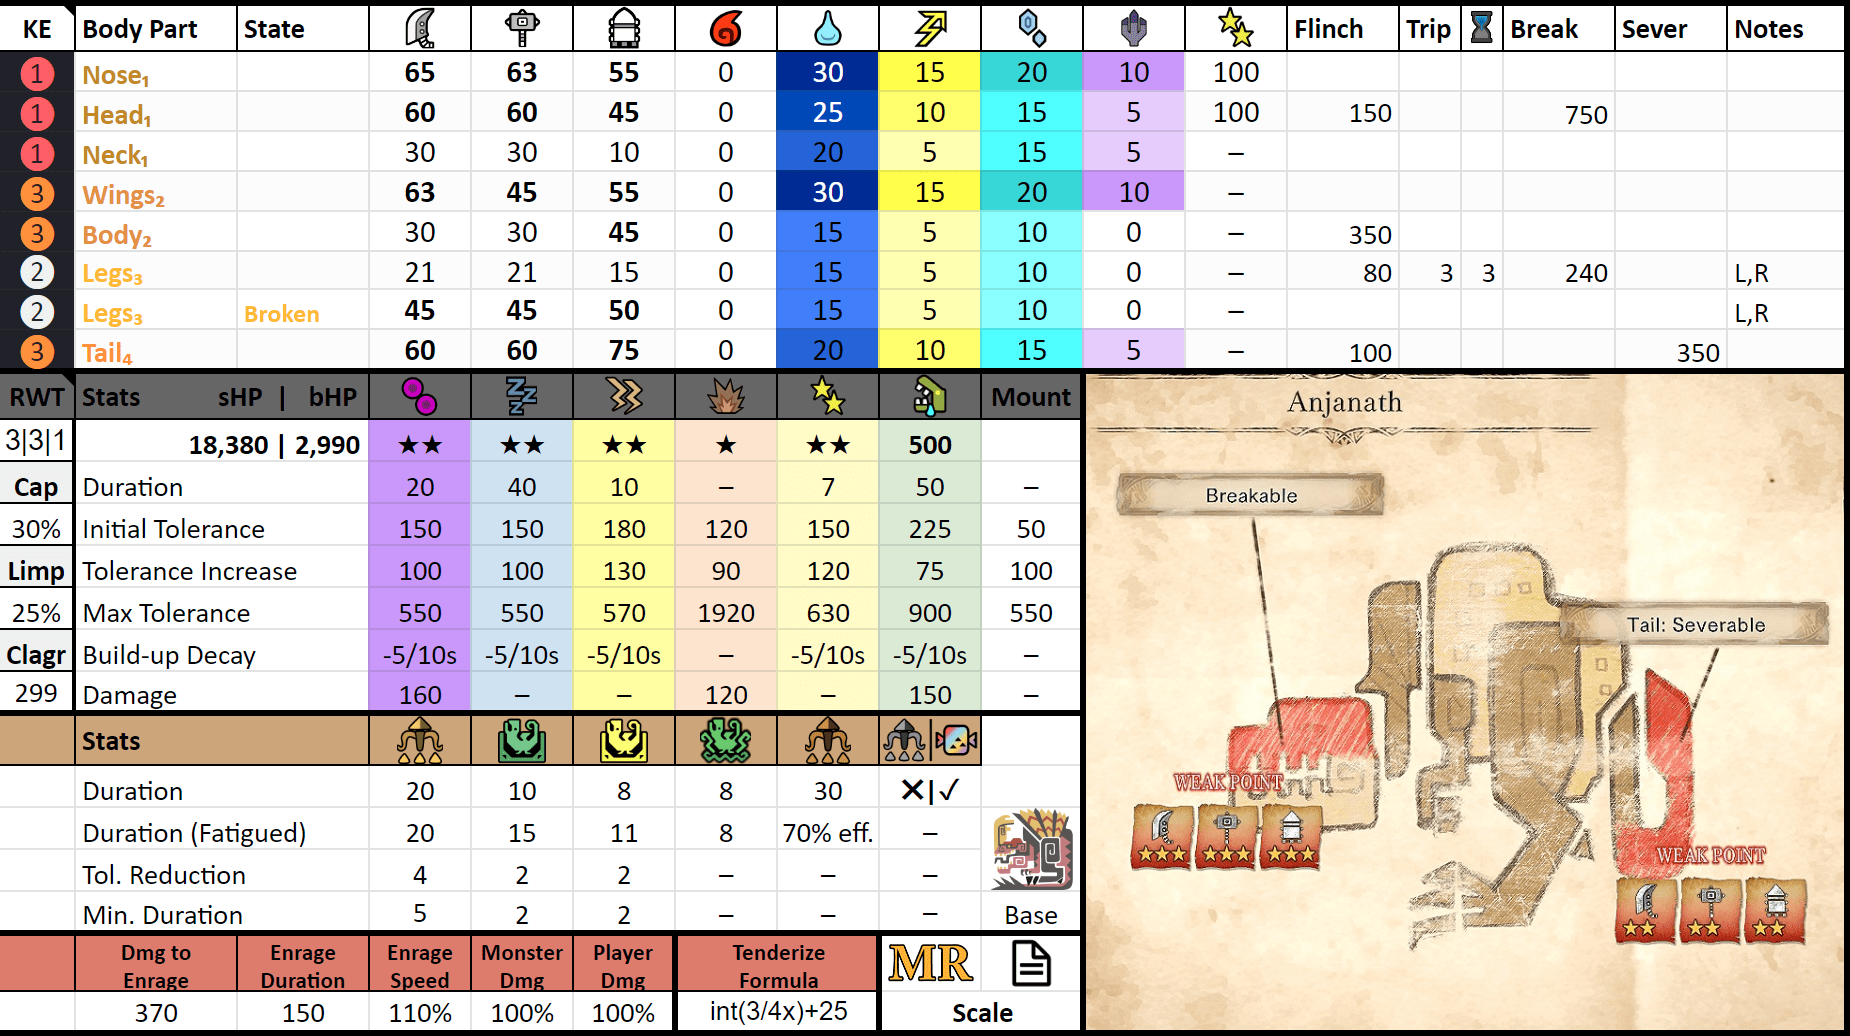 KE Body Part State Flinch Trip Break Sever Notes
1 Nose₁ 65 63 55 0 30 15 20 10 100
1 Head₁ 60 60 45 0 25 10 15 5 100 150 750
1 Neck₁ 30 30 10 0 20 5 15 5 –
3 Wings₂ 63 45 55 0 30 15 20 10 –
3 Body₂ 30 30 45 0 15 5 10 0 – 350
2 Legs₃ 21 21 15 0 15 5 10 0 – 80 3 3 240 L,R
2 Legs₃ Broken 45 45 50 0 15 5 10 0 – L,R
3 Tail₄ 60 60 75 0 20 10 15 5 – 100 350
RWT Stats sHP | bHP Mount
3|3|1 18,380 | 2,990 ★★ ★★ ★★ ★ ★★ 500
Cap Duration 20 40 10 – 7 50 –
30% Initial Tolerance 150 150 180 120 150 225 50
Limp Tolerance Increase 100 100 130 90 120 75 100
25% Max Tolerance 550 550 570 1920 630 900 550
Clagr Build-up Decay -5/10s -5/10s -5/10s – -5/10s -5/10s –
299 Damage 160 – – 120 – 150 –
Stats
Duration 20 10 8 8 30 ✕|✓
Duration (Fatigued) 20 15 11 8 70% eff. –
Tol. Reduction 4 2 2 – – –
Min. Duration 5 2 2 – – – Base
Dmg to Enrage Enrage Duration Enrage Speed Monster Dmg Player Dmg Tenderize Formula MR
370 150 110% 100% 100% int(3/4x)+25 Scale
Anjanath
Breakable
Tail: Severable
WEAK POINT
★★★ ★★★ ★★★
WEAK POINT
★★ ★★ ★★